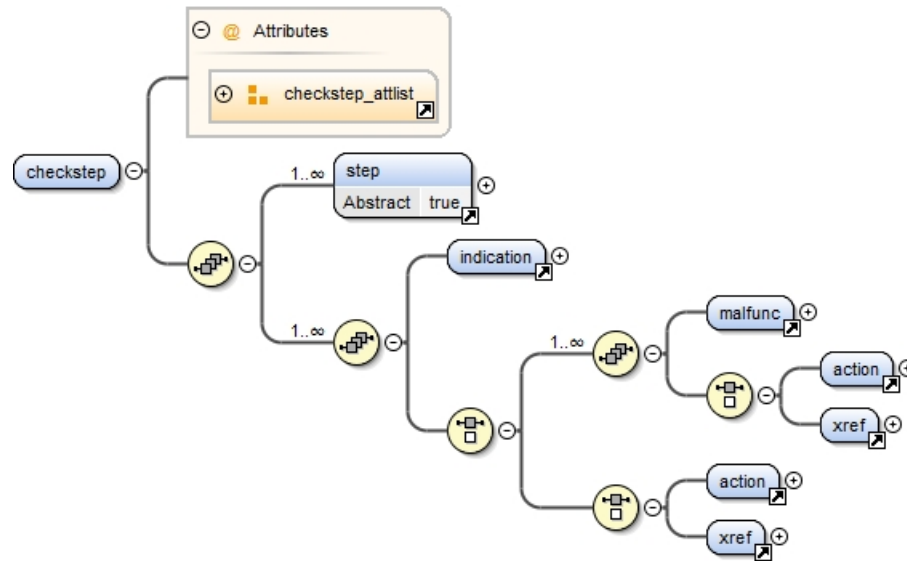 @ Attributes
checkstep_attlist
checkstep
1..∞
step
Abstract true
indication
1..∞
malfunc
1..∞
action
xref
action
xref